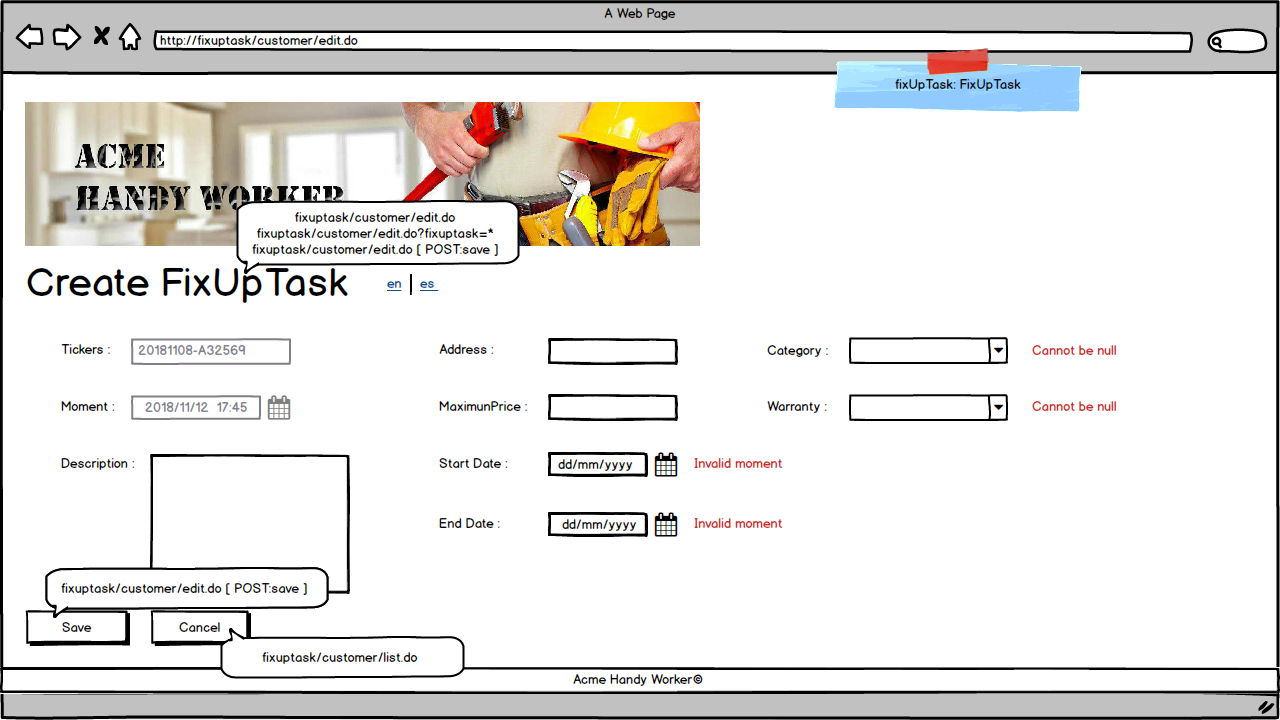 A Web Page
http://fixuptask/customer/edit.do
fixUpTask: FixUpTask
ACME
HANDY WORKER
fixuptask/customer/edit.do
fixuptask/customer/edit.do?fixuptask=*
fixuptask/customer/edit.do [ POST:save ]
Create FixUpTask
en | es
Tickers : 20181108-A32569
Address :
Category : Cannot be null
Moment : 2018/11/12 17:45
MaximunPrice :
Warranty : Cannot be null
Description :
Start Date : dd/mm/yyyy Invalid moment
End Date : dd/mm/yyyy Invalid moment
fixuptask/customer/edit.do [ POST:save ]
Save
Cancel
fixuptask/customer/list.do
Acme Handy Worker©